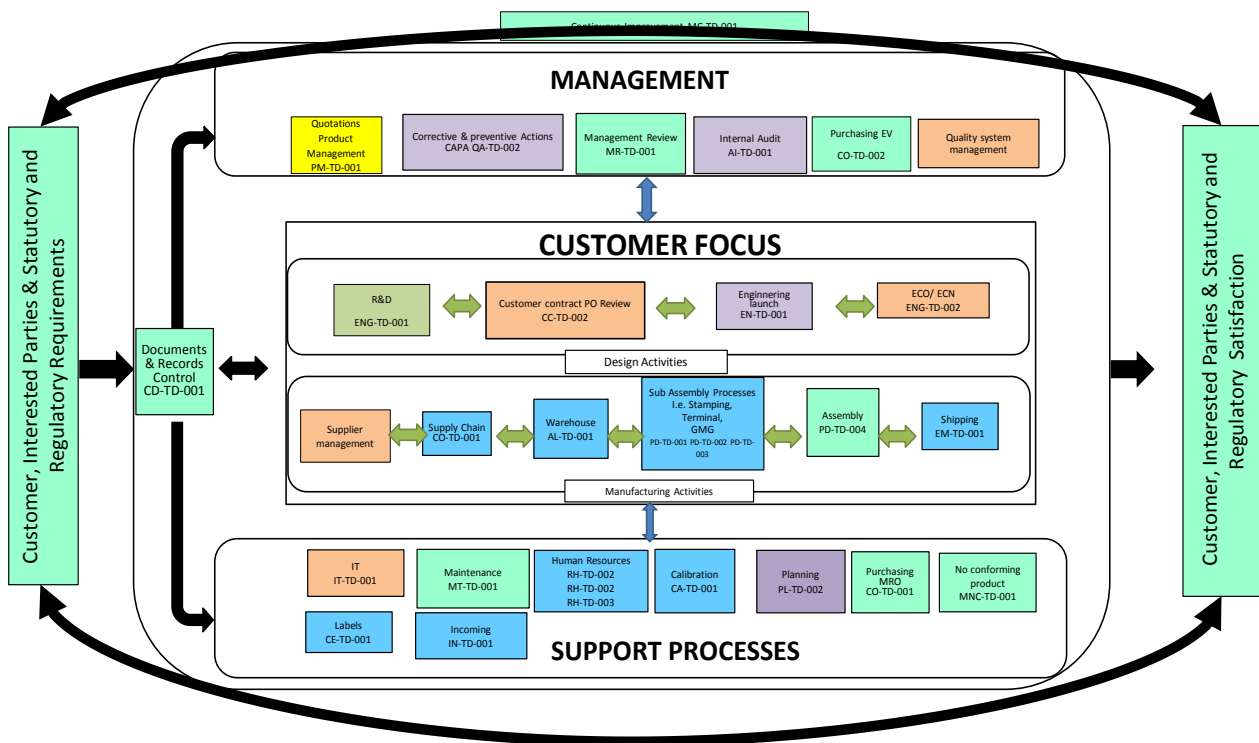 Continuous Improvement MC-TD-001
MANAGEMENT
Quotations
Product
Management
PM-TD-001
Corrective & preventive Actions
CAPA QA-TD-002
Management Review
MR-TD-001
Internal Audit
AI-TD-001
Purchasing EV
CO-TD-002
Quality system
management
Customer, Interested Parties & Statutory and
Regulatory Requirements
Documents
& Records
Control
CD-TD-001
CUSTOMER FOCUS
R&D
ENG-TD-001
Customer contract PO Review
CC-TD-002
Enginnering
launch
EN-TD-001
ECO/ ECN
ENG-TD-002
Design Activities
Supplier
management
Supply Chain
CO-TD-001
Warehouse
AL-TD-001
Sub Assembly Processes
I.e. Stamping,
Terminal,
GMG
PD-TD-001 PD-TD-002 PD-TD-
003
Assembly
PD-TD-004
Shipping
EM-TD-001
Manufacturing Activities
IT
IT-TD-001
Maintenance
MT-TD-001
Human Resources
RH-TD-002
RH-TD-002
RH-TD-003
Calibration
CA-TD-001
Planning
PL-TD-002
Purchasing
MRO
CO-TD-001
No conforming
product
MNC-TD-001
Labels
CE-TD-001
Incoming
IN-TD-001
SUPPORT PROCESSES
Customer, Interested Parties & Statutory and
Regulatory Satisfaction